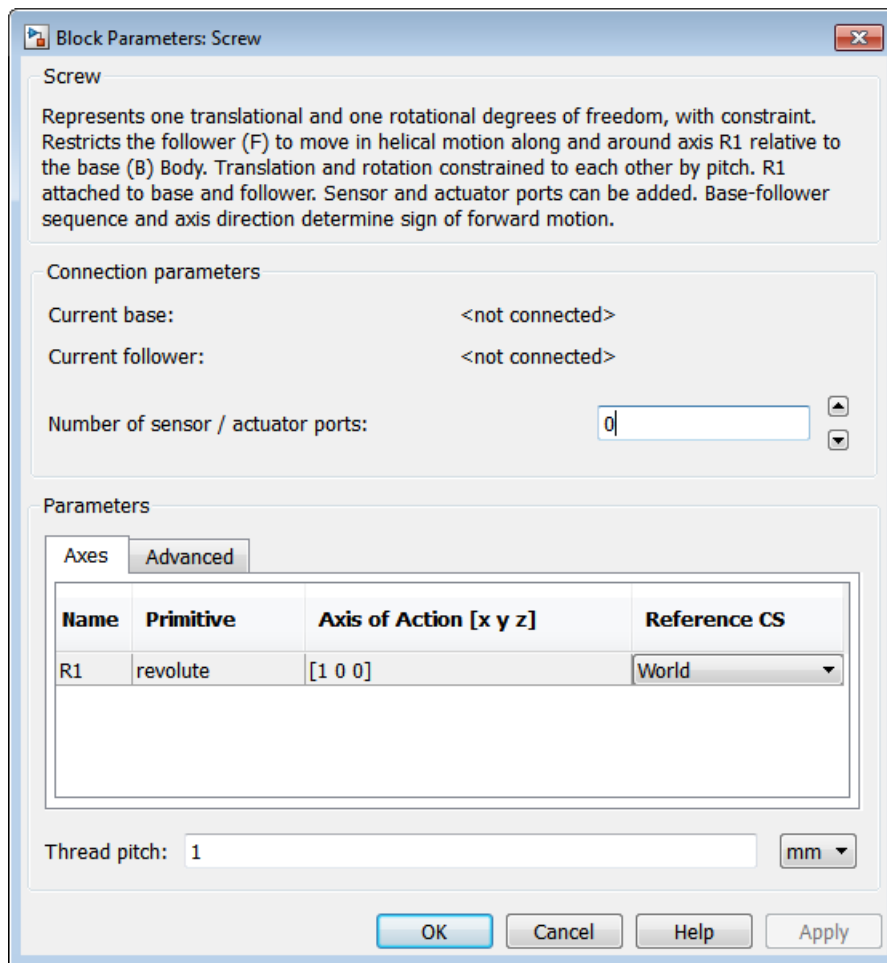 Block Parameters: Screw
Screw
Represents one translational and one rotational degrees of freedom, with constraint.
Restricts the follower (F) to move in helical motion along and around axis R1 relative to
the base (B) Body. Translation and rotation constrained to each other by pitch. R1
attached to base and follower. Sensor and actuator ports can be added. Base-follower
sequence and axis direction determine sign of forward motion.
Connection parameters
Current base: <not connected>
Current follower: <not connected>
Number of sensor / actuator ports: 0
Parameters
Axes Advanced
Name Primitive Axis of Action [x y z] Reference CS
R1 revolute [1 0 0] World
Thread pitch: 1 mm
OK Cancel Help Apply